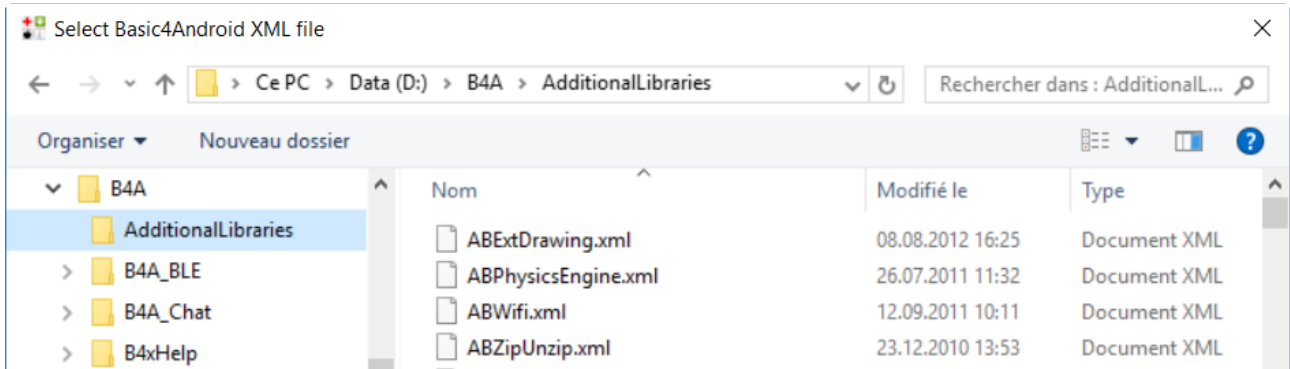 Select Basic4Android XML file
Ce PC > Data (D:) > B4A > AdditionalLibraries
Rechercher dans : AdditionalL...
Organiser Nouveau dossier
B4A
AdditionalLibraries
B4A_BLE
B4A_Chat
B4xHelp
Nom Modifié le Type
ABExtDrawing.xml 08.08.2012 16:25 Document XML
ABPhysicsEngine.xml 26.07.2011 11:32 Document XML
ABWifi.xml 12.09.2011 10:11 Document XML
ABZipUnzip.xml 23.12.2010 13:53 Document XML